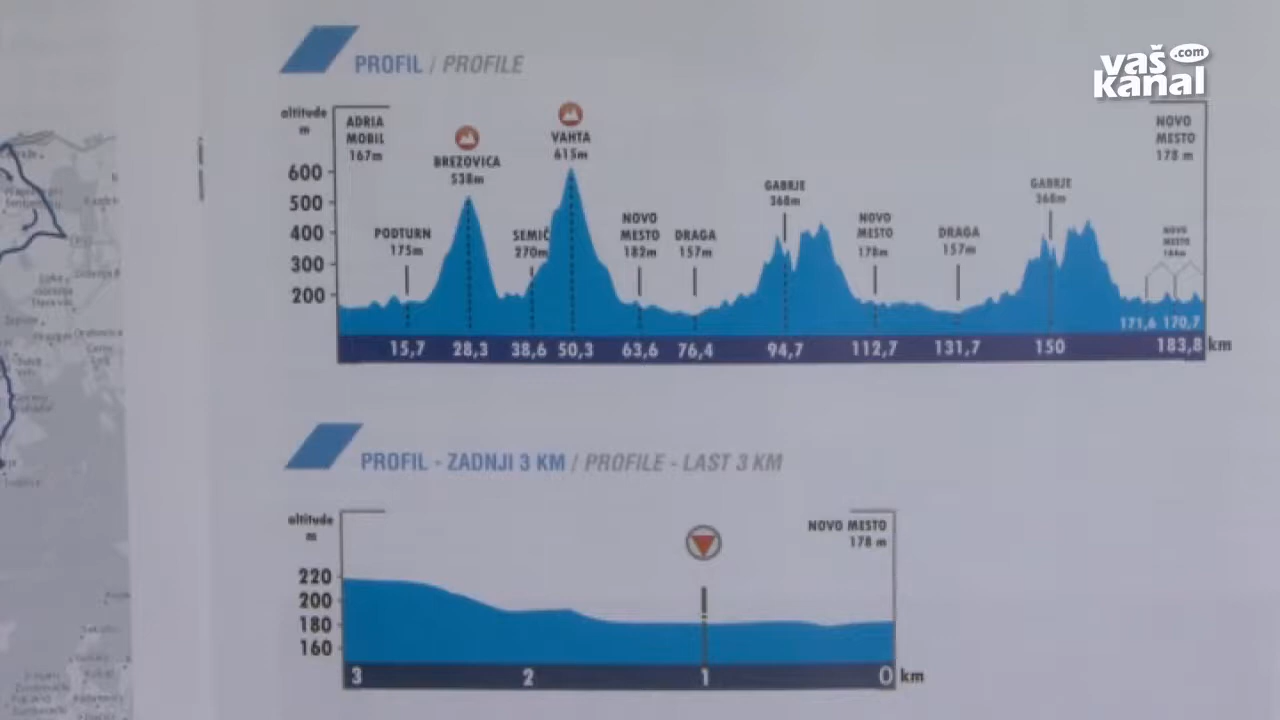 vaš .com
kanal
PROFIL / PROFILE
altitude
m
ADRIA
MOBIL
167m
BREZOVICA
538m
VAHTA
615m
NOVO
MESTO
178 m
600
500
400
300
200
PODTURN
175m
SEMIČ
270m
NOVO
MESTO
182m
DRAGA
157m
GABRJE
368m
NOVO
MESTO
178m
DRAGA
157m
GABRJE
368m
NOVO
MESTO
171,6 170,7
15,7 28,3 38,6 50,3 63,6 76,4 94,7 112,7 131,7 150 183,8 km
PROFIL - ZADNJI 3 KM / PROFILE - LAST 3 KM
altitude
m
NOVO MESTO
178 m
220
200
180
160
3 2 1 0 km